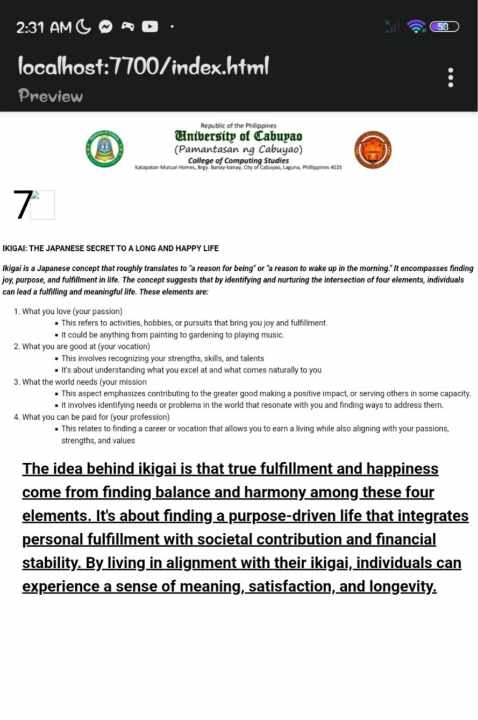 2:31 AM
53
localhost:7700/index.html
Preview
Republic of the Philippines
University of Cabuyao
(Pamantasan ng Cabuyao)
College of Computing Studies
Katapatan Mutual Homes, Brgy. Banay-banay, City of Cabuyao, Laguna, Philippines 4025
7
IKIGAI: THE JAPANESE SECRET TO A LONG AND HAPPY LIFE
Ikigai is a Japanese concept that roughly translates to "a reason for being" or "a reason to wake up in the morning." It encompasses finding
joy, purpose, and fulfillment in life. The concept suggests that by identifying and nurturing the intersection of four elements, individuals
can lead a fulfilling and meaningful life. These elements are:
1. What you love (your passion)
▪ This refers to activities, hobbies, or pursuits that bring you joy and fulfillment.
▪ It could be anything from painting to gardening to playing music.
2. What you are good at (your vocation)
▪ This involves recognizing your strengths, skills, and talents
▪ It's about understanding what you excel at and what comes naturally to you
3. What the world needs (your mission
▪ This aspect emphasizes contributing to the greater good making a positive impact, or serving others in some capacity.
▪ It involves identifying needs or problems in the world that resonate with you and finding ways to address them.
4. What you can be paid for (your profession)
▪ This relates to finding a career or vocation that allows you to earn a living while also aligning with your passions,
strengths, and values
The idea behind ikigai is that true fulfillment and happiness
come from finding balance and harmony among these four
elements. It's about finding a purpose-driven life that integrates
personal fulfillment with societal contribution and financial
stability. By living in alignment with their ikigai, individuals can
experience a sense of meaning, satisfaction, and longevity.